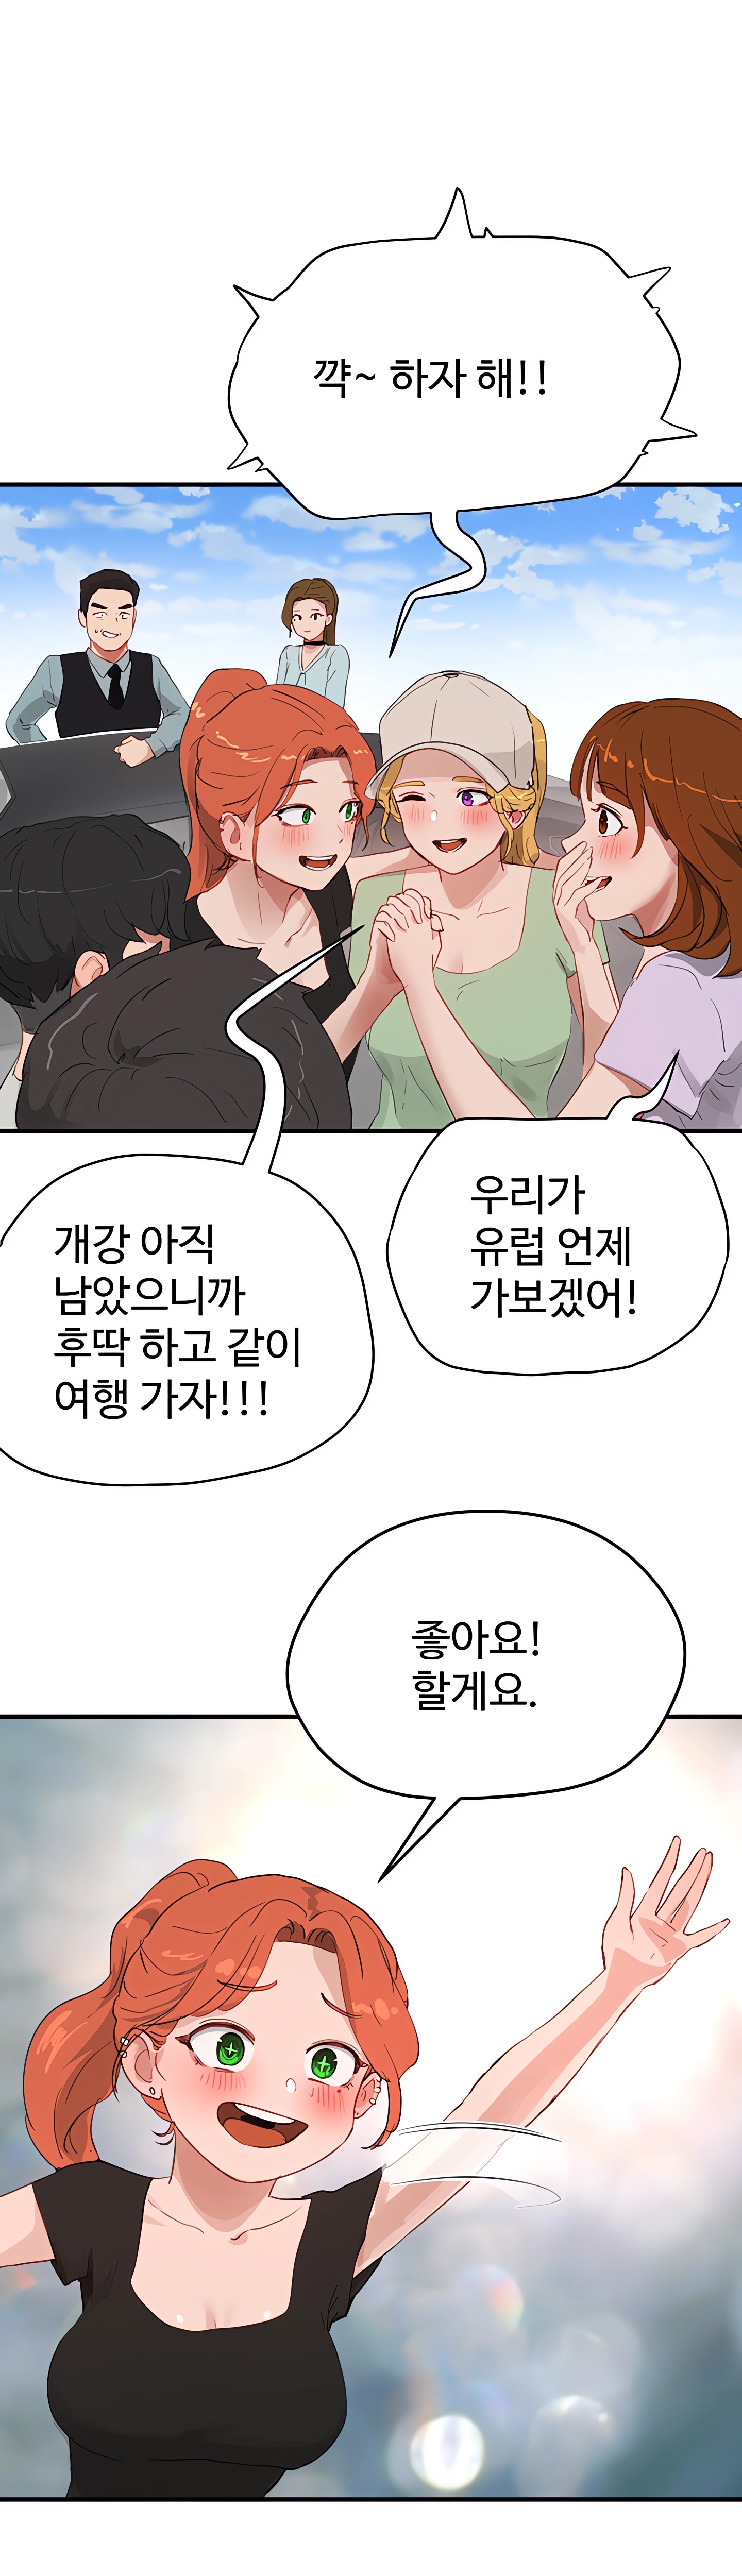 꺅~ 하자 해!!
개강 아직
남았으니까
후딱 하고 같이
여행 가자!!!
우리가
유럽 언제
가보겠어!
좋아요!
할게요.